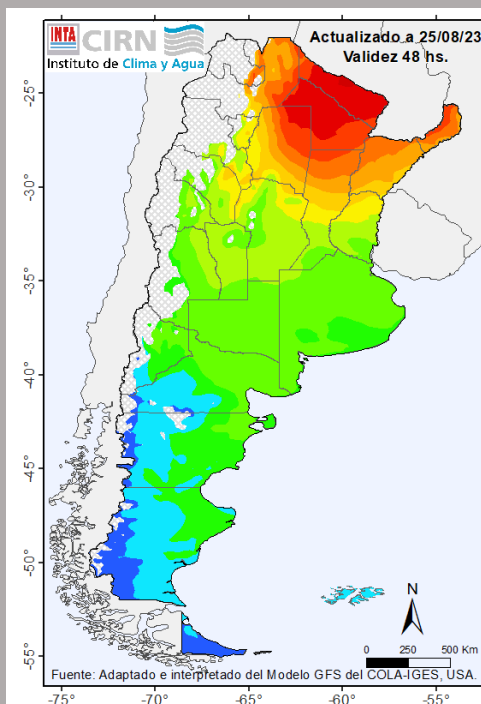 INTA CIRN
Instituto de Clima y Agua
Actualizado a 25/08/23
Validez 48 hs.
-25°
-30°
-35°
-40°
-45°
-50°
-55°
N
0 250 500 Km
Fuente: Adaptado e interpretado del Modelo GFS del COLA-IGES, USA.
-75° -70° -65° -60° -55°